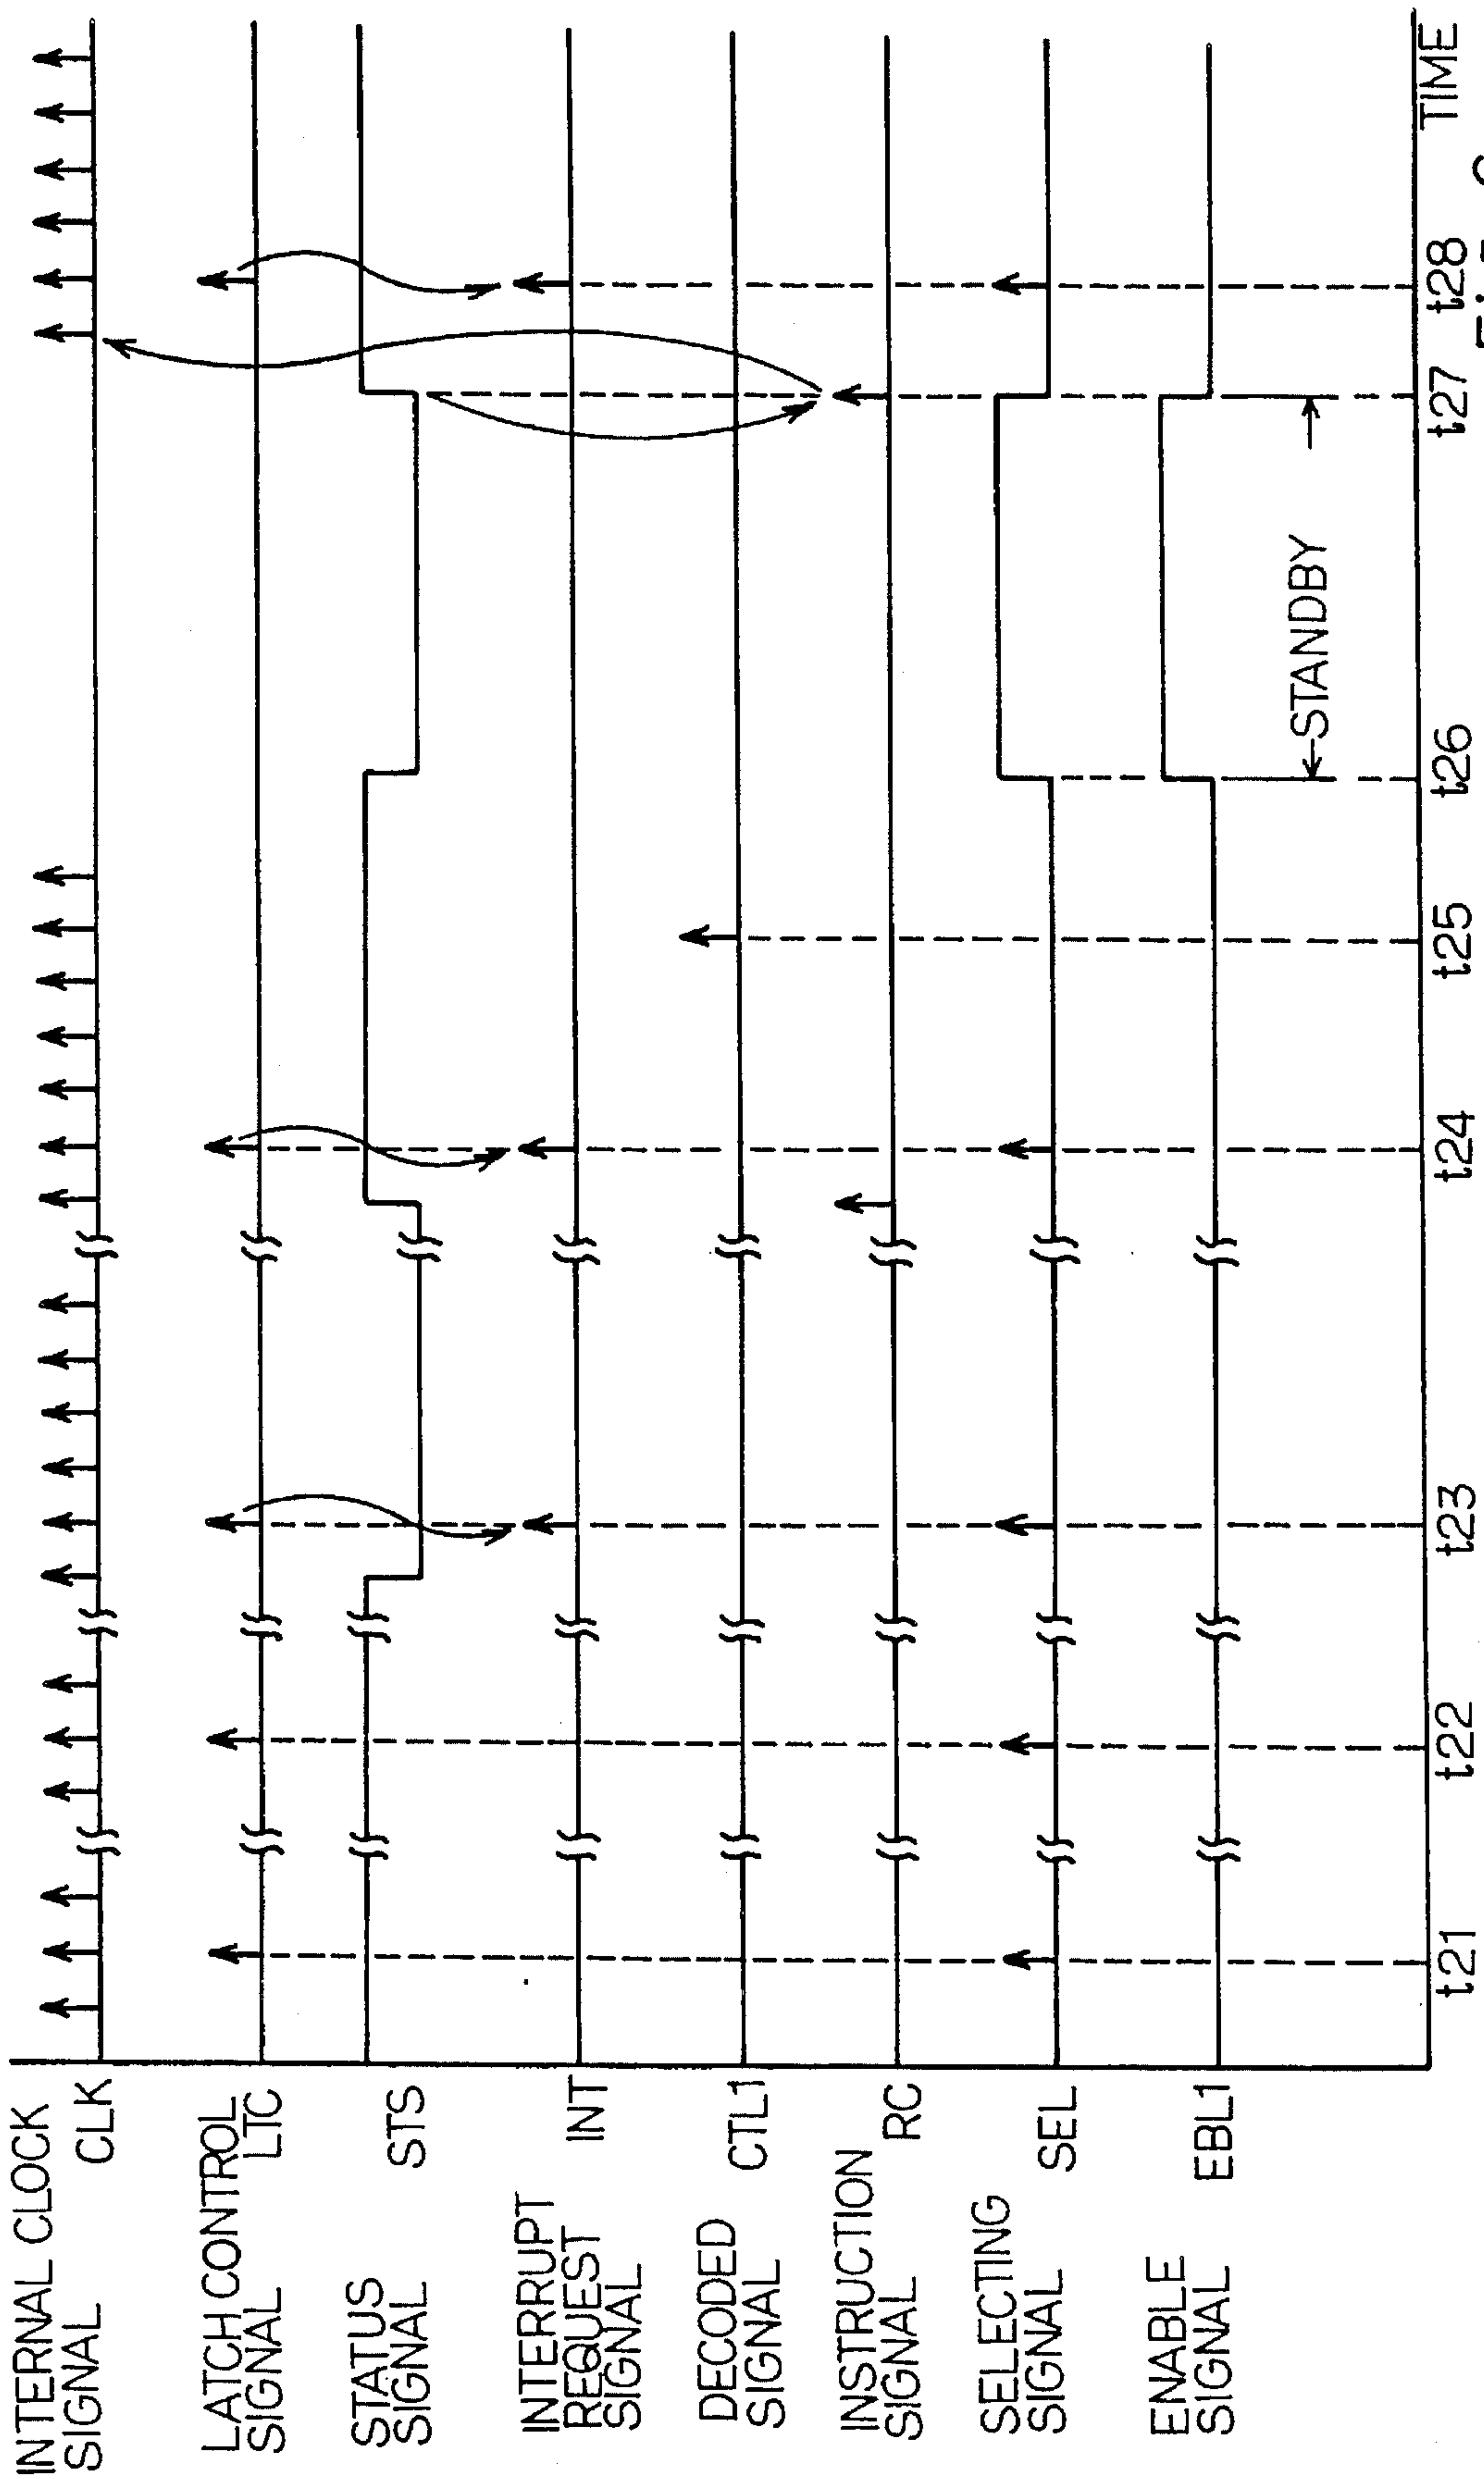 INTERNAL CLOCK
SIGNAL CLK
LATCH CONTROL
SIGNAL LTC
STATUS
SIGNAL STS
INTERRUPT
REQUEST
SIGNAL INT
DECODED
SIGNAL CTL1
INSTRUCTION
SIGNAL RC
SELECTING
SIGNAL SEL
ENABLE
SIGNAL EBL1
STANDBY
t21 t22 t23 t24 t25 t26 t27 t28 TIME